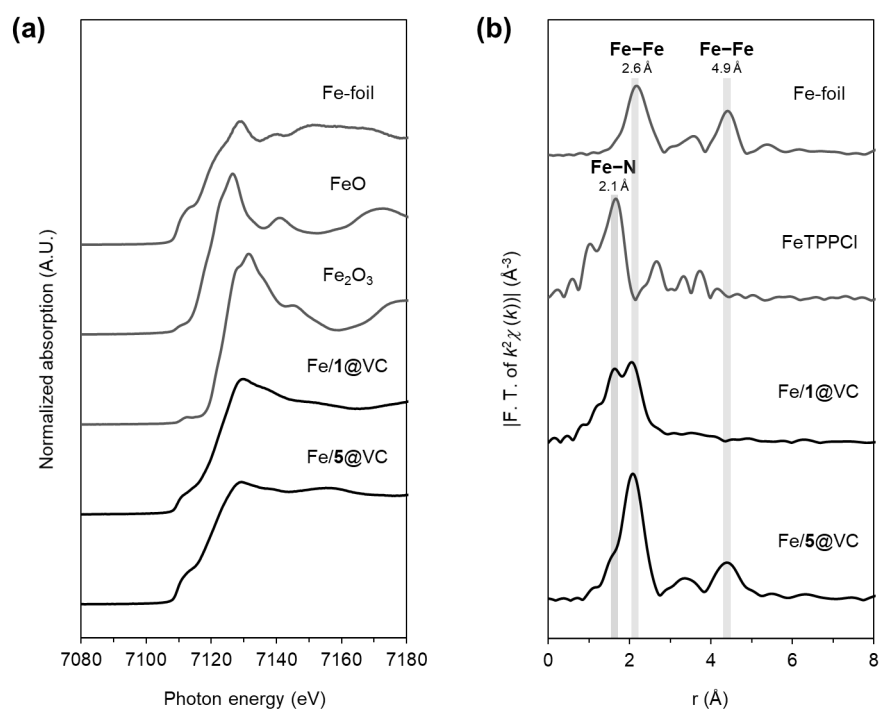 (a)
Normalized absorption (A.U.)
Fe-foil
FeO
Fe₂O₃
Fe/1@VC
Fe/5@VC
7080 7100 7120 7140 7160 7180
Photon energy (eV)
(b)
|F. T. of k²χ (k))| (Å⁻³)
Fe–Fe Fe–Fe
2.6 Å 4.9 Å
Fe-foil
Fe–N
2.1 Å
FeTPPCl
Fe/1@VC
Fe/5@VC
0 2 4 6 8
r (Å)